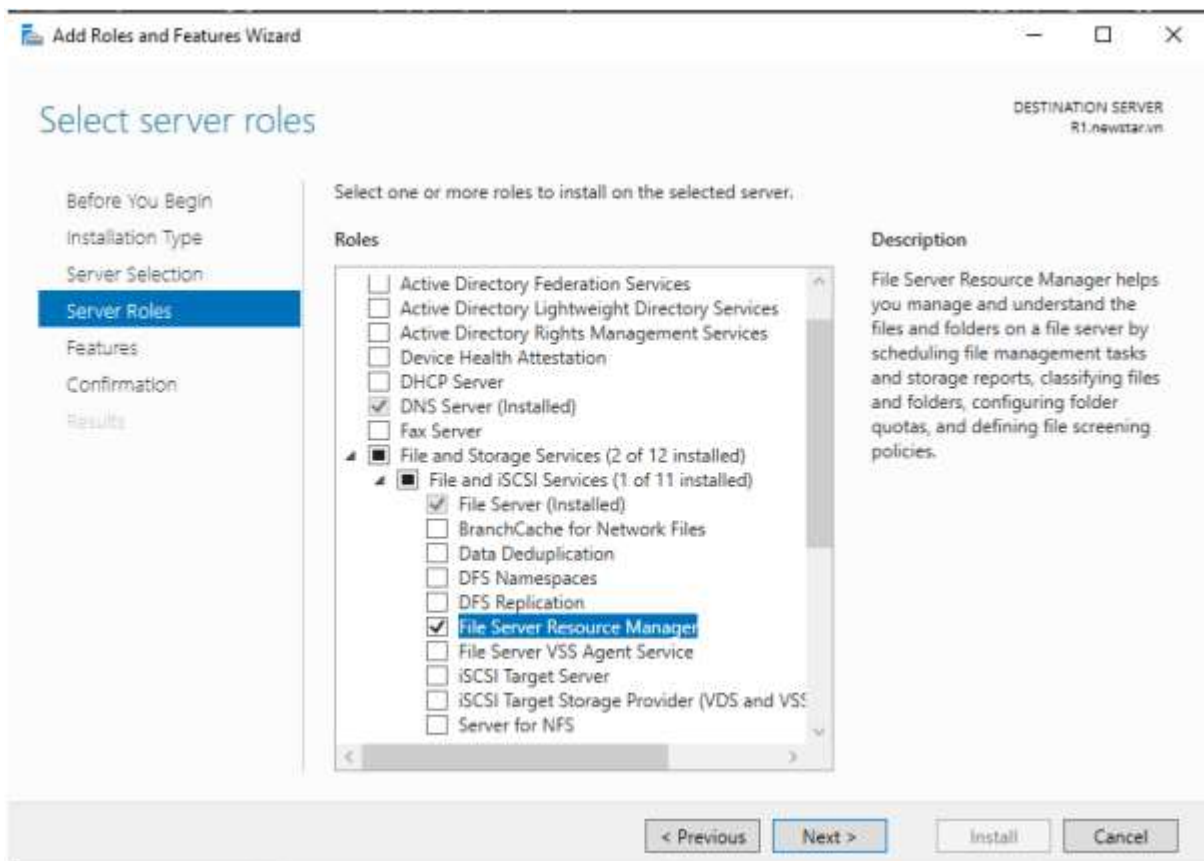 Add Roles and Features Wizard
Select server roles
DESTINATION SERVER
R1.newstar.vn
Before You Begin
Installation Type
Server Selection
Server Roles
Features
Confirmation
Results
Select one or more roles to install on the selected server.
Roles
Active Directory Federation Services
Active Directory Lightweight Directory Services
Active Directory Rights Management Services
Device Health Attestation
DHCP Server
DNS Server (Installed)
Fax Server
File and Storage Services (2 of 12 installed)
File and iSCSI Services (1 of 11 installed)
File Server (Installed)
BranchCache for Network Files
Data Deduplication
DFS Namespaces
DFS Replication
File Server Resource Manager
File Server VSS Agent Service
iSCSI Target Server
iSCSI Target Storage Provider (VDS and VSS
Server for NFS
Description
File Server Resource Manager helps
you manage and understand the
files and folders on a file server by
scheduling file management tasks
and storage reports, classifying files
and folders, configuring folder
quotas, and defining file screening
policies.
< Previous
Next >
Install
Cancel